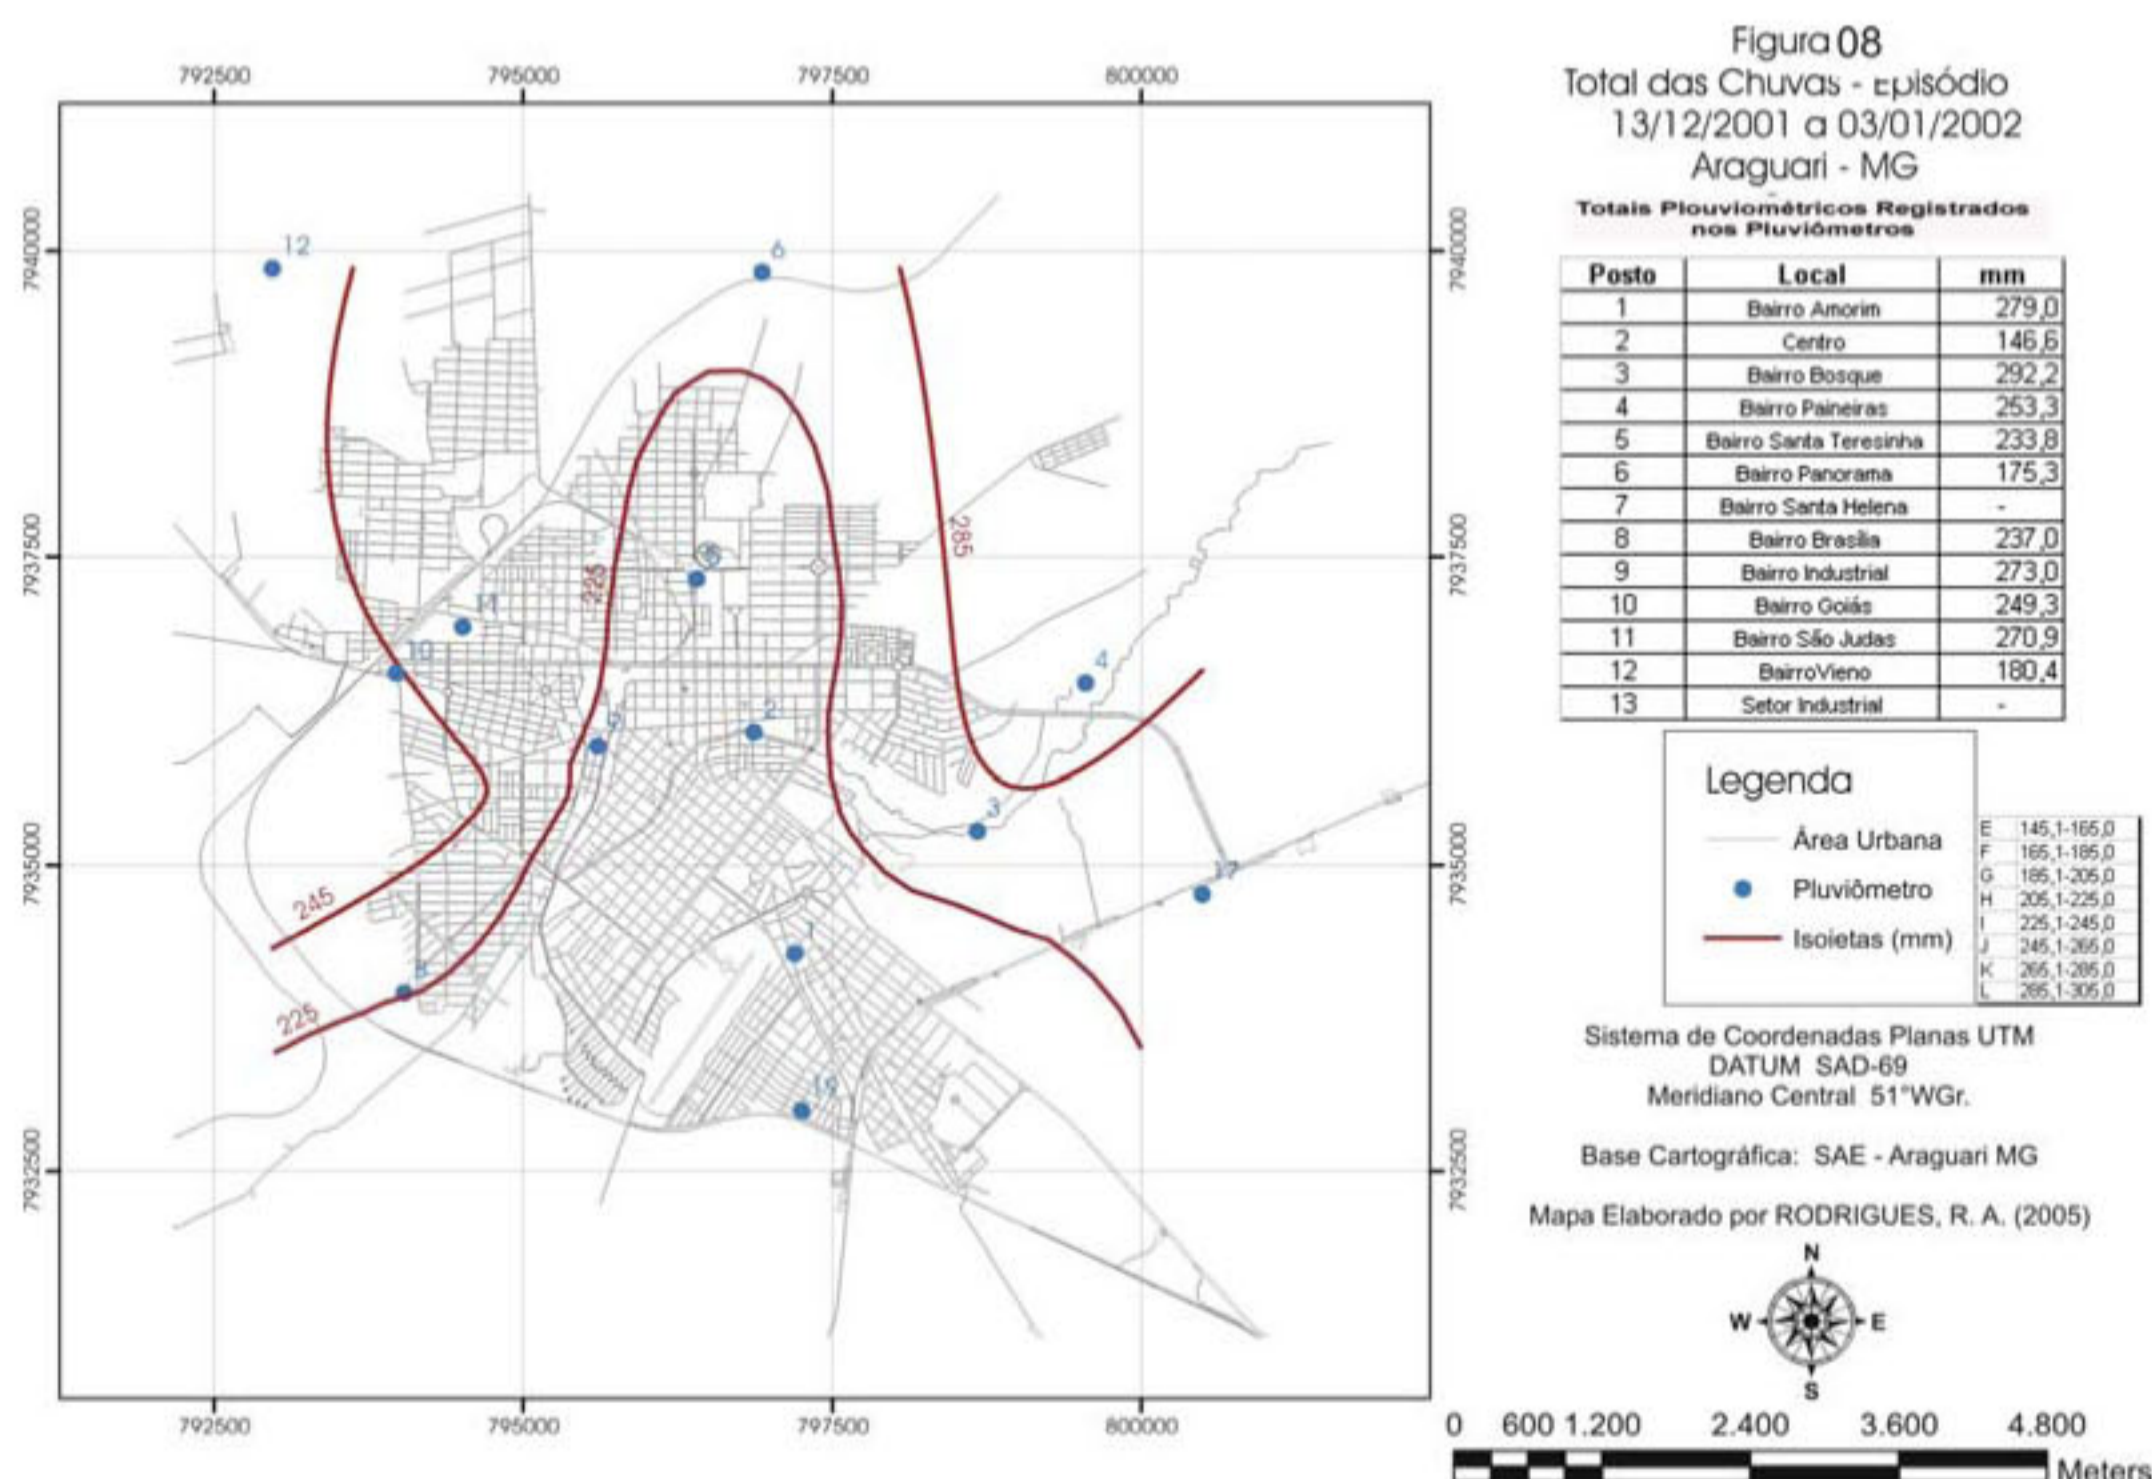 792500 795000 797500 800000
7940000 7940000
7937500 7937500
7935000 7935000
7932500 7932500
792500 795000 797500 800000
12
6
11
10
4
2
3
1
8
225
285
245
225
Figura 08
Total das Chuvas - Episódio
13/12/2001 a 03/01/2002
Araguari - MG
Totais Plouviométricos Registrados
nos Pluviômetros
Posto Local mm
1 Bairro Amorim 279,0
2 Centro 146,6
3 Bairro Bosque 292,2
4 Bairro Paineiras 253,3
5 Bairro Santa Teresinha 233,8
6 Bairro Panorama 175,3
7 Bairro Santa Helena -
8 Bairro Brasília 237,0
9 Bairro Industrial 273,0
10 Bairro Goiás 249,3
11 Bairro São Judas 270,9
12 BairroVieno 180,4
13 Setor Industrial -
Legenda
Área Urbana
Pluviômetro
Isoietas (mm)
E 145,1-165,0
F 165,1-185,0
G 185,1-205,0
H 205,1-225,0
I 225,1-245,0
J 245,1-265,0
K 265,1-285,0
L 285,1-305,0
Sistema de Coordenadas Planas UTM
DATUM SAD-69
Meridiano Central 51°WGr.
Base Cartográfica: SAE - Araguari MG
Mapa Elaborado por RODRIGUES, R. A. (2005)
N
W E
S
0 600 1.200 2.400 3.600 4.800
Meters